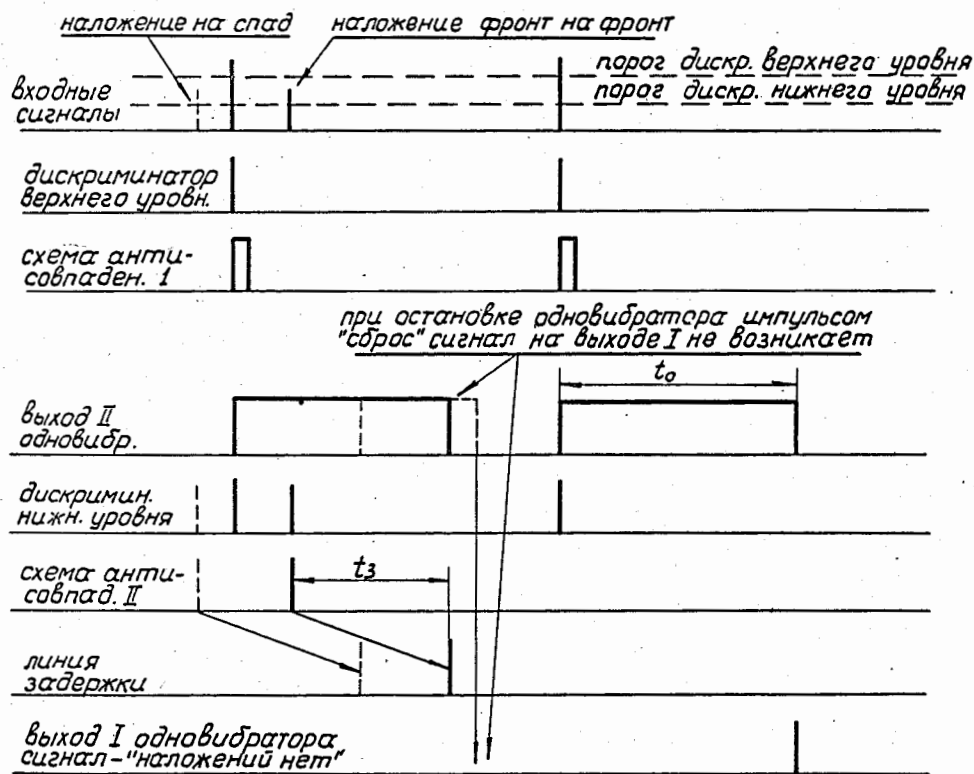 наложение на спад
наложение фронт на фронт
порог дискр. верхнего уровня
порог дискр. нижнего уровня
входные
сигналы
дискриминатор
верхнего уровн.
схема анти-
совпаден. 1
при остановке одновибратора импульсом
"сброс" сигнал на выходе I не возникает
t₀
выход II
одновибр.
дискримин.
нижн. уровня
схема анти-
совпад. II
t₃
линия
задержки
выход I одновибратора
сигнал-"наложений нет"